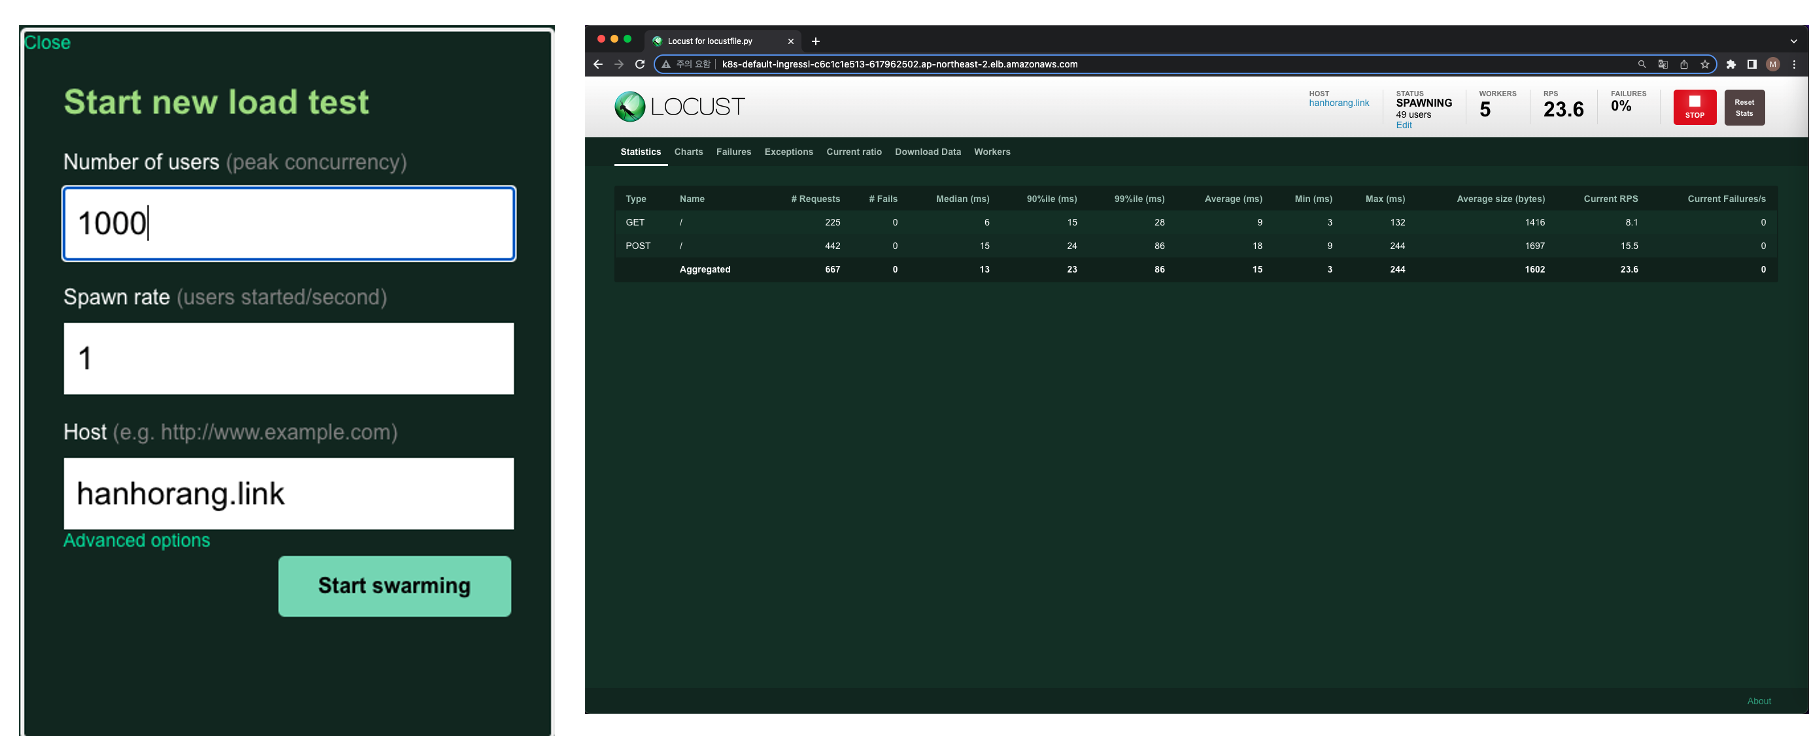 Close
Start new load test
Number of users (peak concurrency)
1000
Spawn rate (users started/second)
1
Host (e.g. http://www.example.com)
hanhorang.link
Advanced options
Start swarming
Locust for locustfile.py
주의 요함 k8s-default-ingressl-c6c1c1e513-617962502.ap-northeast-2.elb.amazonaws.com
M
LOCUST
HOST
hanhorang.link
STATUS
SPAWNING
49 users
Edit
WORKERS
5
RPS
23.6
FAILURES
0%
STOP
Reset
Stats
Statistics Charts Failures Exceptions Current ratio Download Data Workers
Type Name # Requests # Fails Median (ms) 90%ile (ms) 99%ile (ms) Average (ms) Min (ms) Max (ms) Average size (bytes) Current RPS Current Failures/s
GET / 225 0 6 15 28 9 3 132 1416 8.1 0
POST / 442 0 15 24 86 18 9 244 1697 15.5 0
Aggregated 667 0 13 23 86 15 3 244 1602 23.6 0
About